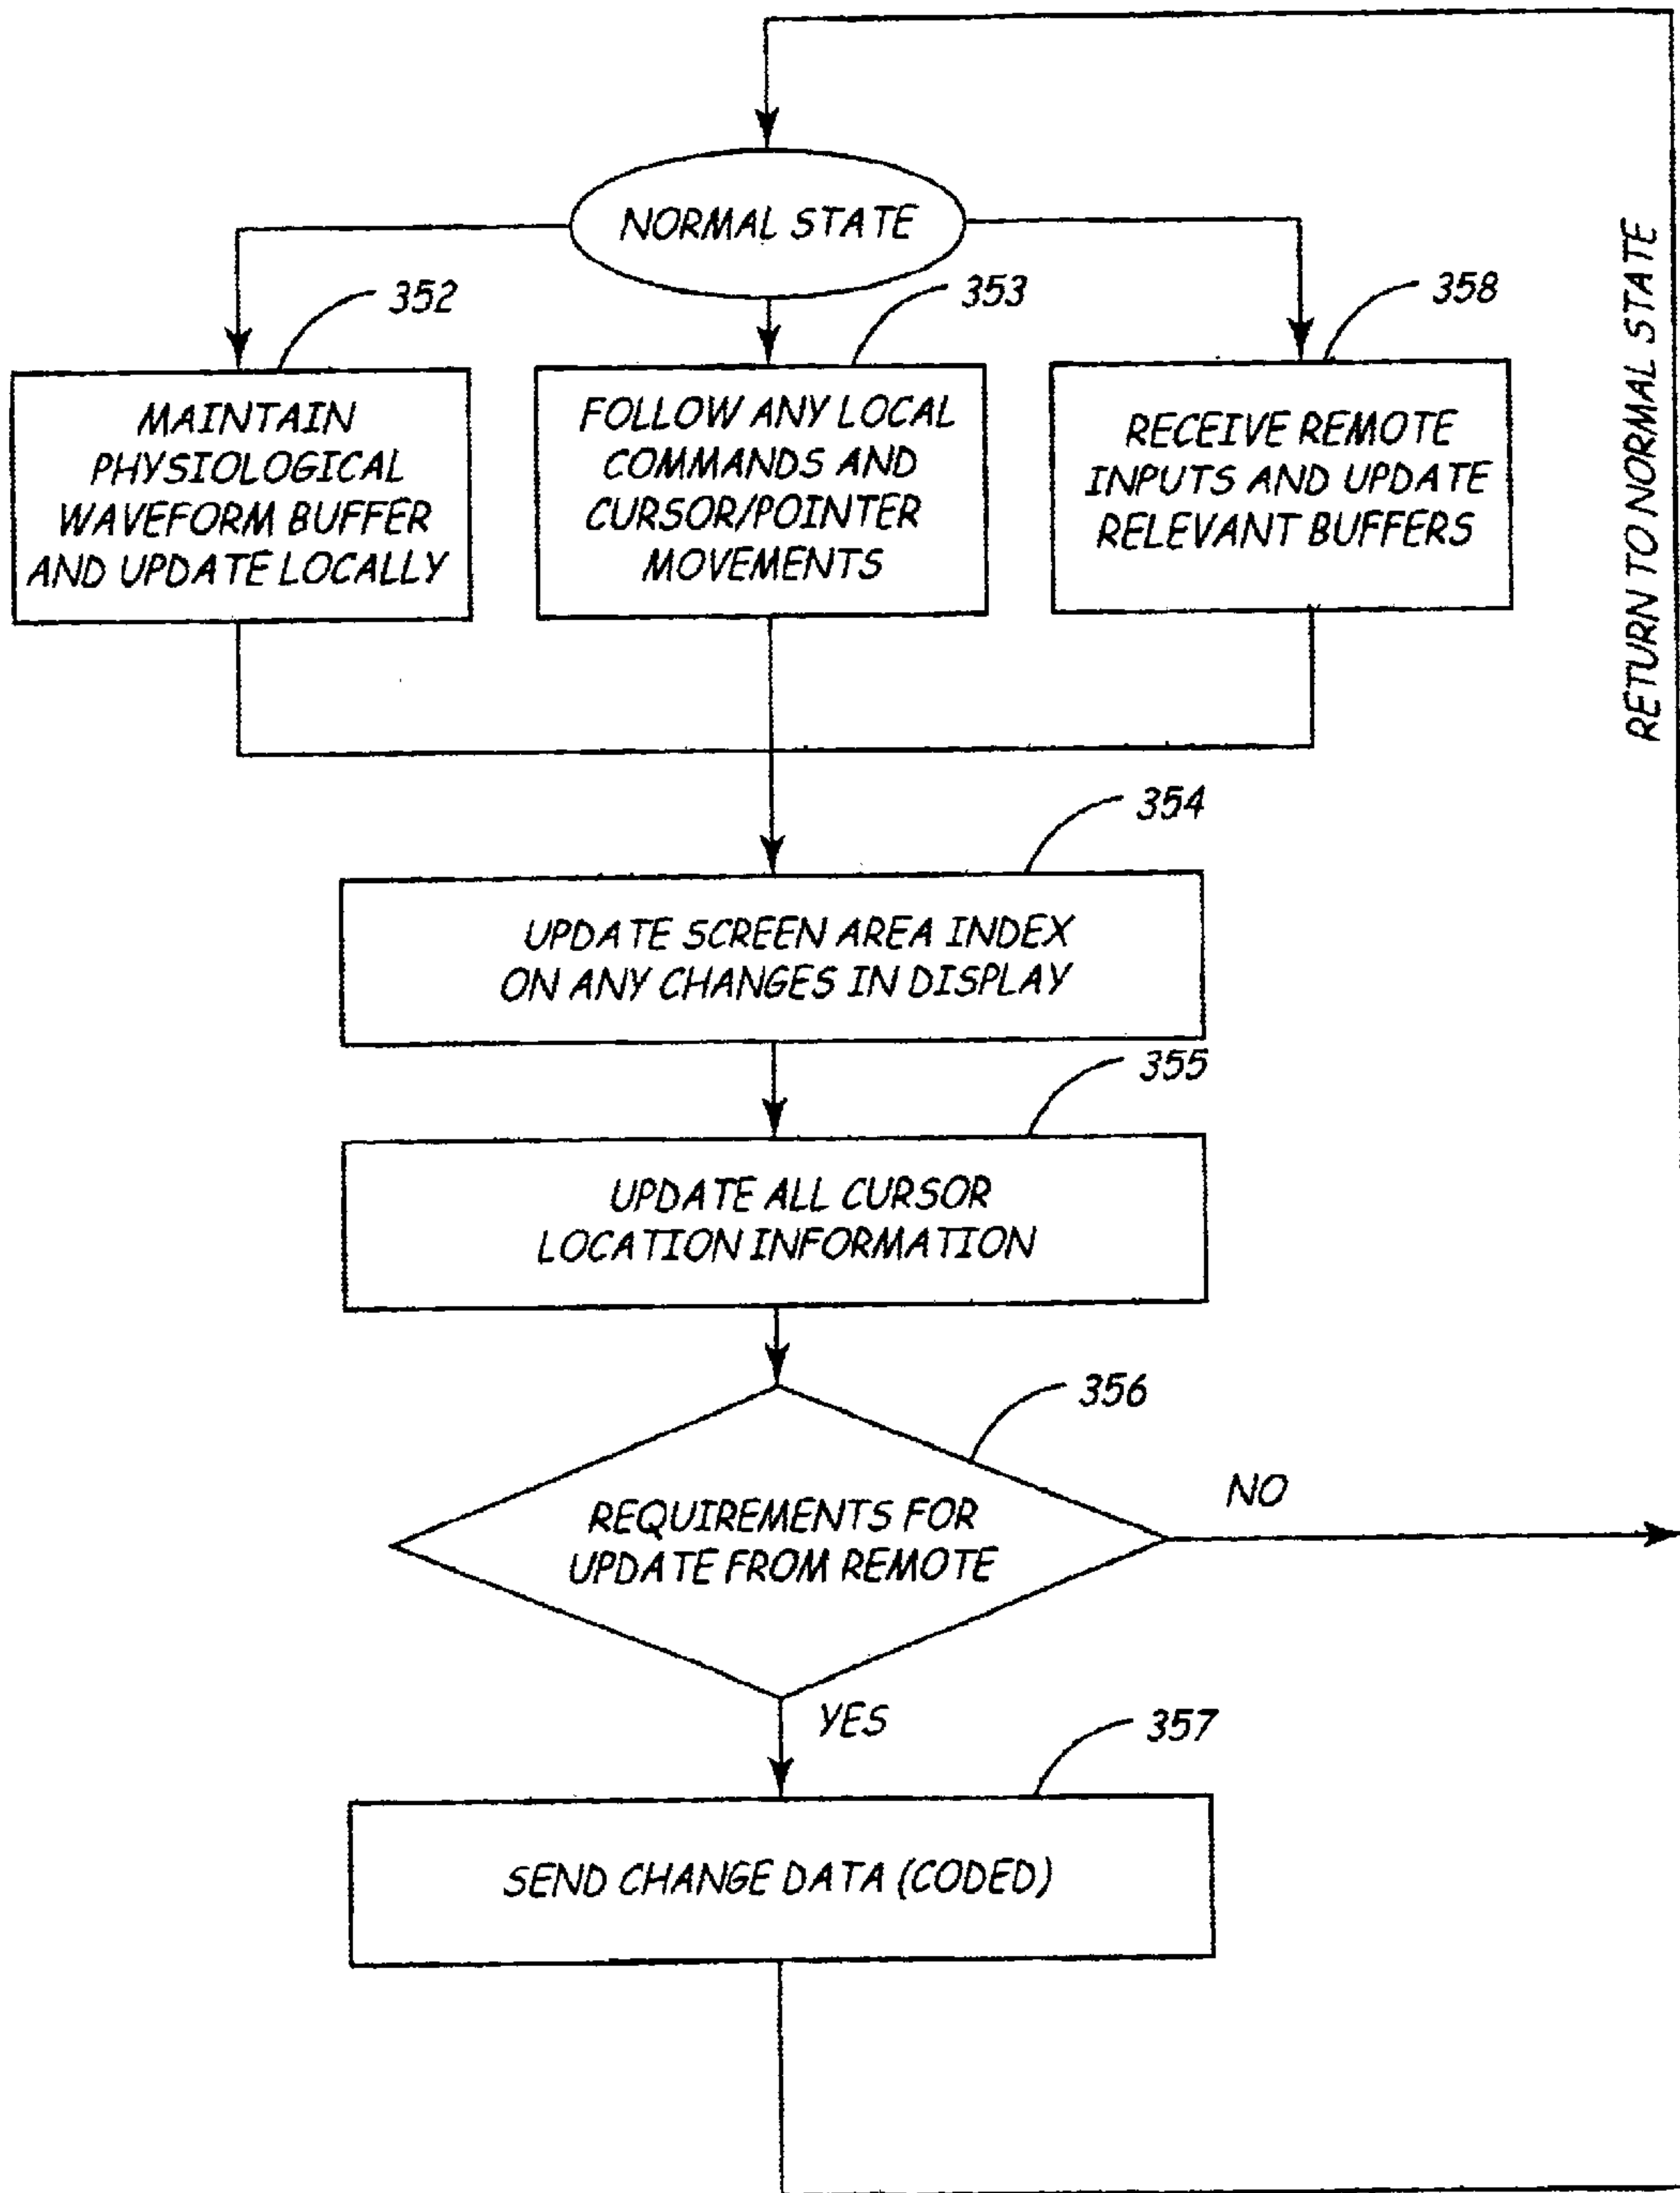 NORMAL STATE
352
353
358
MAINTAIN
PHYSIOLOGICAL
WAVEFORM BUFFER
AND UPDATE LOCALLY
FOLLOW ANY LOCAL
COMMANDS AND
CURSOR/POINTER
MOVEMENTS
RECEIVE REMOTE
INPUTS AND UPDATE
RELEVANT BUFFERS
RETURN TO NORMAL STATE
354
UPDATE SCREEN AREA INDEX
ON ANY CHANGES IN DISPLAY
355
UPDATE ALL CURSOR
LOCATION INFORMATION
356
REQUIREMENTS FOR
UPDATE FROM REMOTE
NO
YES
357
SEND CHANGE DATA (CODED)